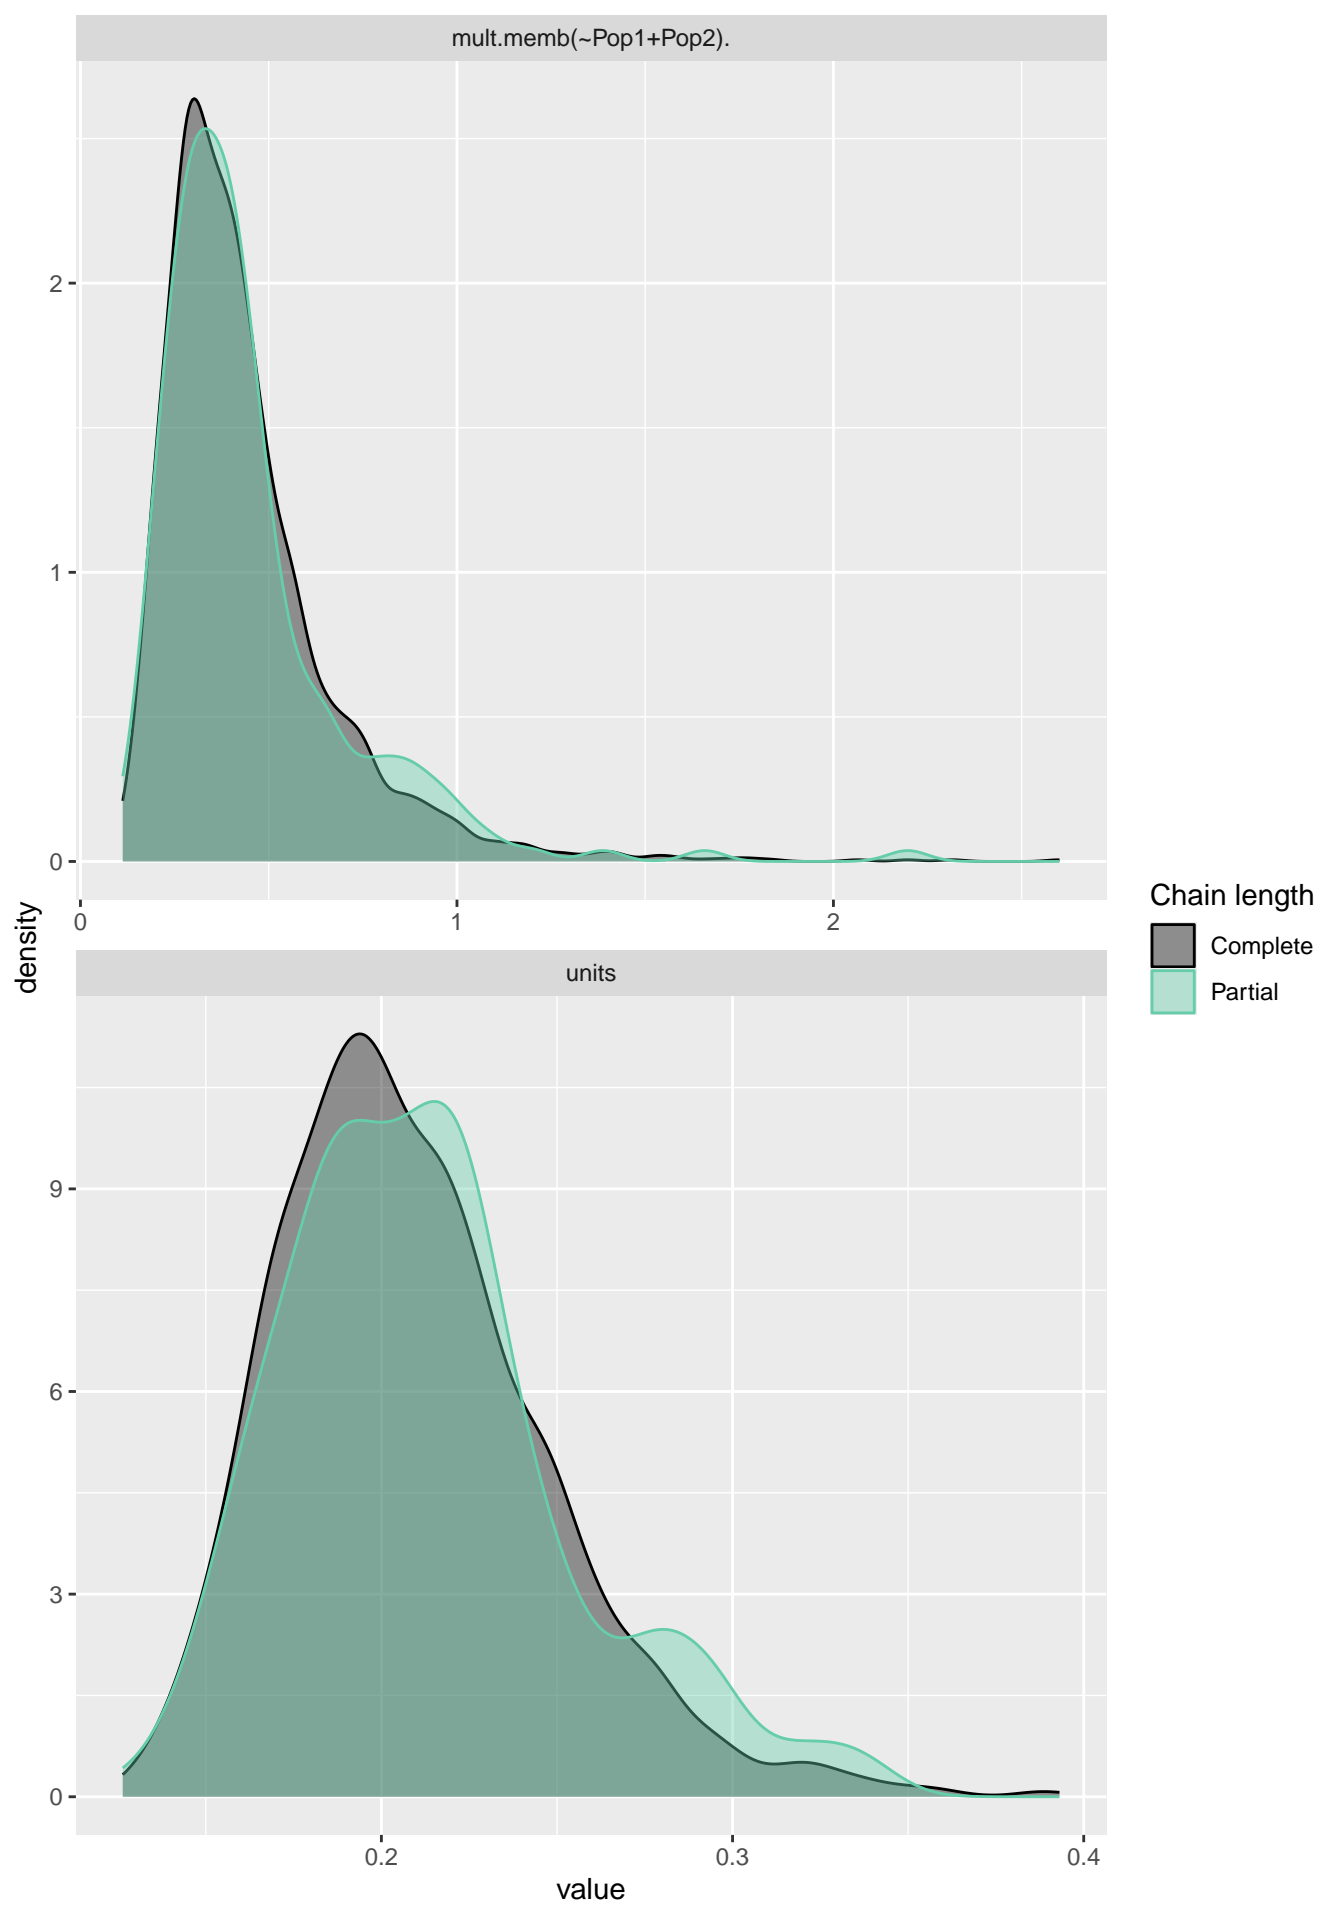 mult.memb(~Pop1+Pop2).
2
1
0
0
1
2
density
units
9
6
3
0
0.2
0.3
0.4
value
Chain length
Complete
Partial